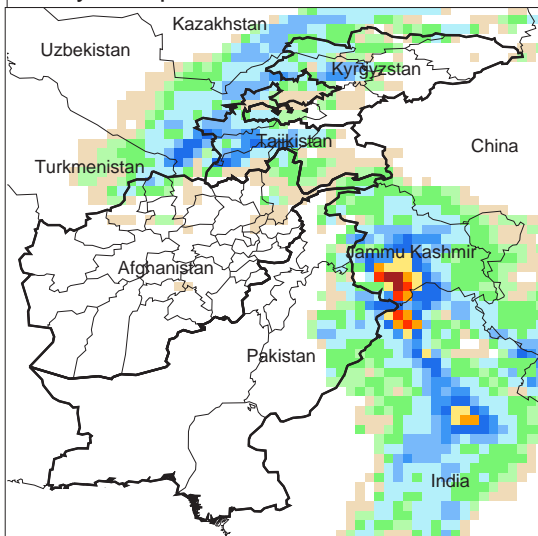 Kazakhstan
Uzbekistan
Kyrgyzstan
Tajikistan
China
Turkmenistan
Jammu Kashmir
Afghanistan
Pakistan
India